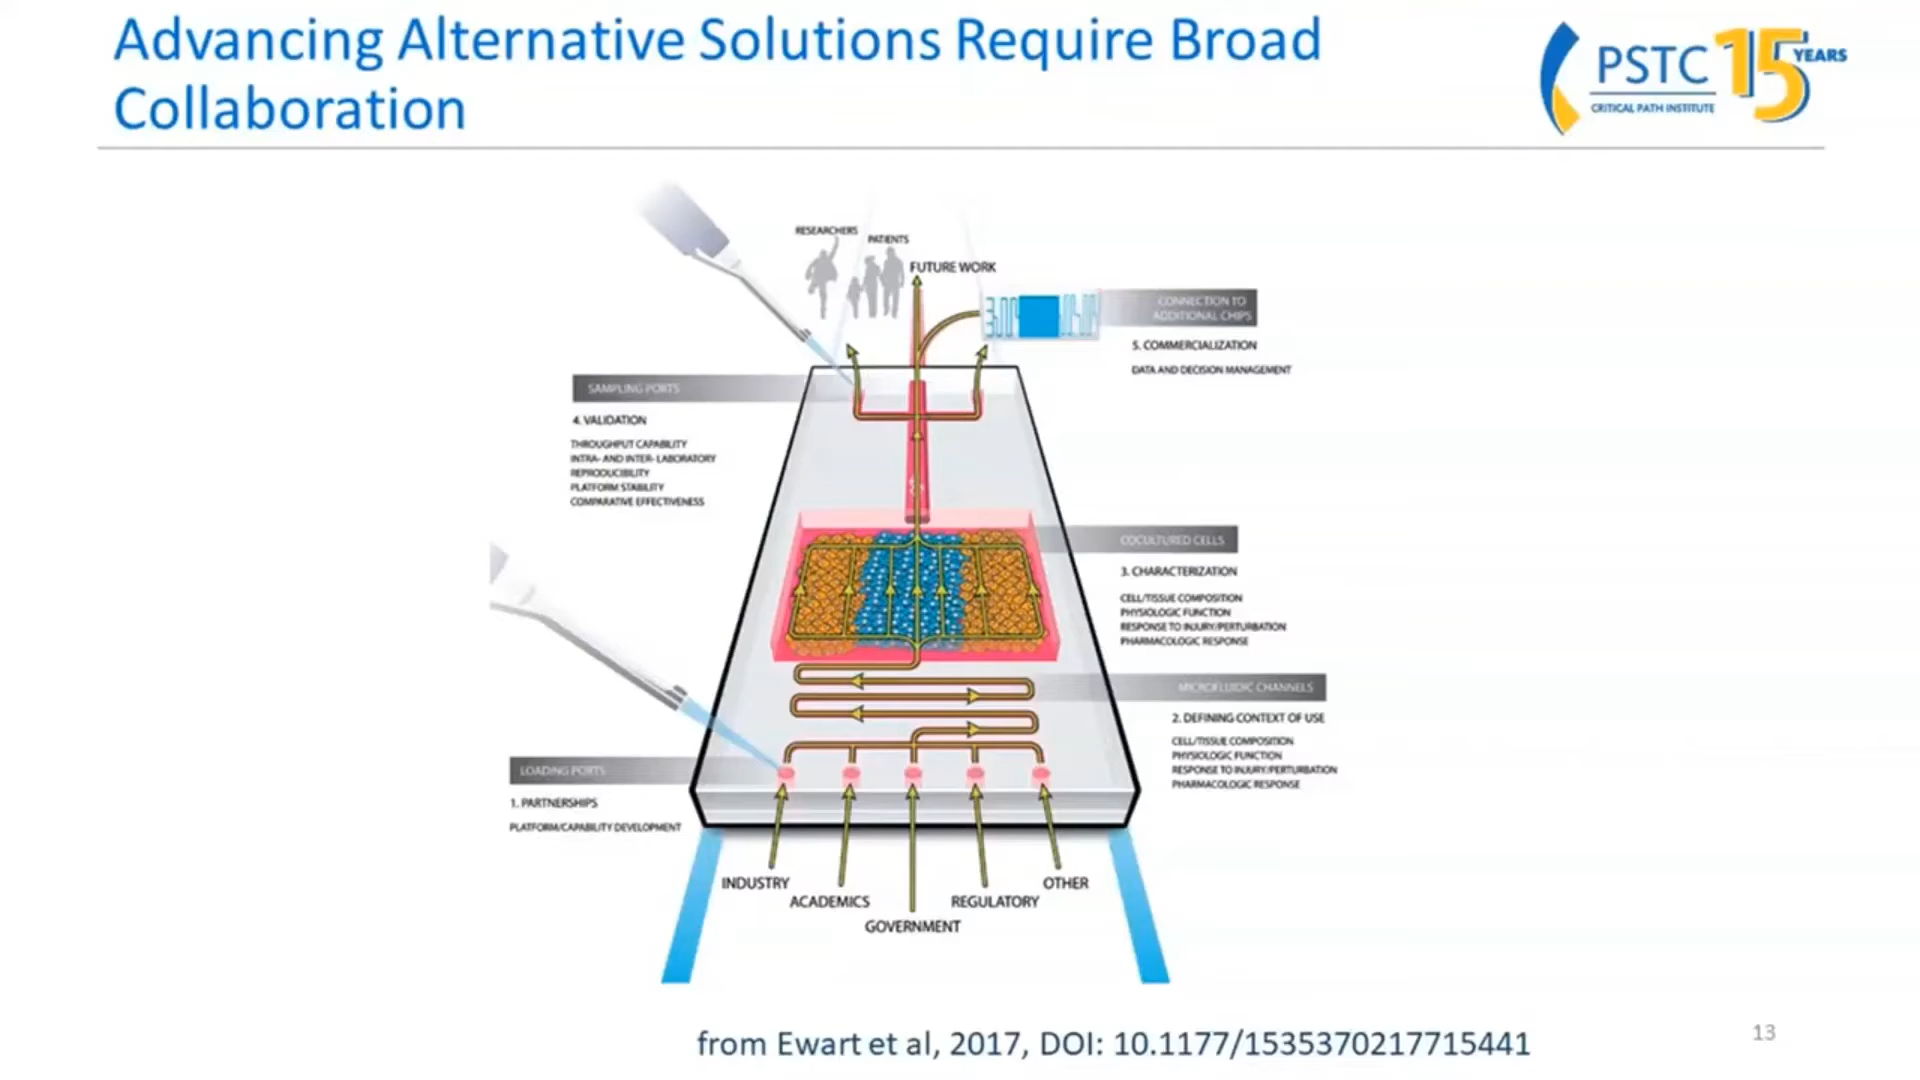 Advancing Alternative Solutions Require Broad
Collaboration
PSTC 15 YEARS
CRITICAL PATH INSTITUTE
RESEARCHERS
PATIENTS
FUTURE WORK
CONNECTION TO
ADDITIONAL CHIPS
5. COMMERCIALIZATION
DATA AND DECISION MANAGEMENT
SAMPLING PORTS
4. VALIDATION
THROUGHPUT CAPABILITY
INTRA- AND INTER- LABORATORY
REPRODUCIBILITY
PLATFORM STABILITY
COMPARATIVE EFFECTIVENESS
COCULTURED CELLS
3. CHARACTERIZATION
CELL/TISSUE COMPOSITION
PHYSIOLOGIC FUNCTION
RESPONSE TO INJURY/PERTURBATION
PHARMACOLOGIC RESPONSE
MICROFLUIDIC CHANNELS
2. DEFINING CONTEXT OF USE
CELL/TISSUE COMPOSITION
PHYSIOLOGIC FUNCTION
RESPONSE TO INJURY/PERTURBATION
PHARMACOLOGIC RESPONSE
LOADING PORTS
1. PARTNERSHIPS
PLATFORM/CAPABILITY DEVELOPMENT
INDUSTRY
ACADEMICS
GOVERNMENT
REGULATORY
OTHER
from Ewart et al, 2017, DOI: 10.1177/1535370217715441
13